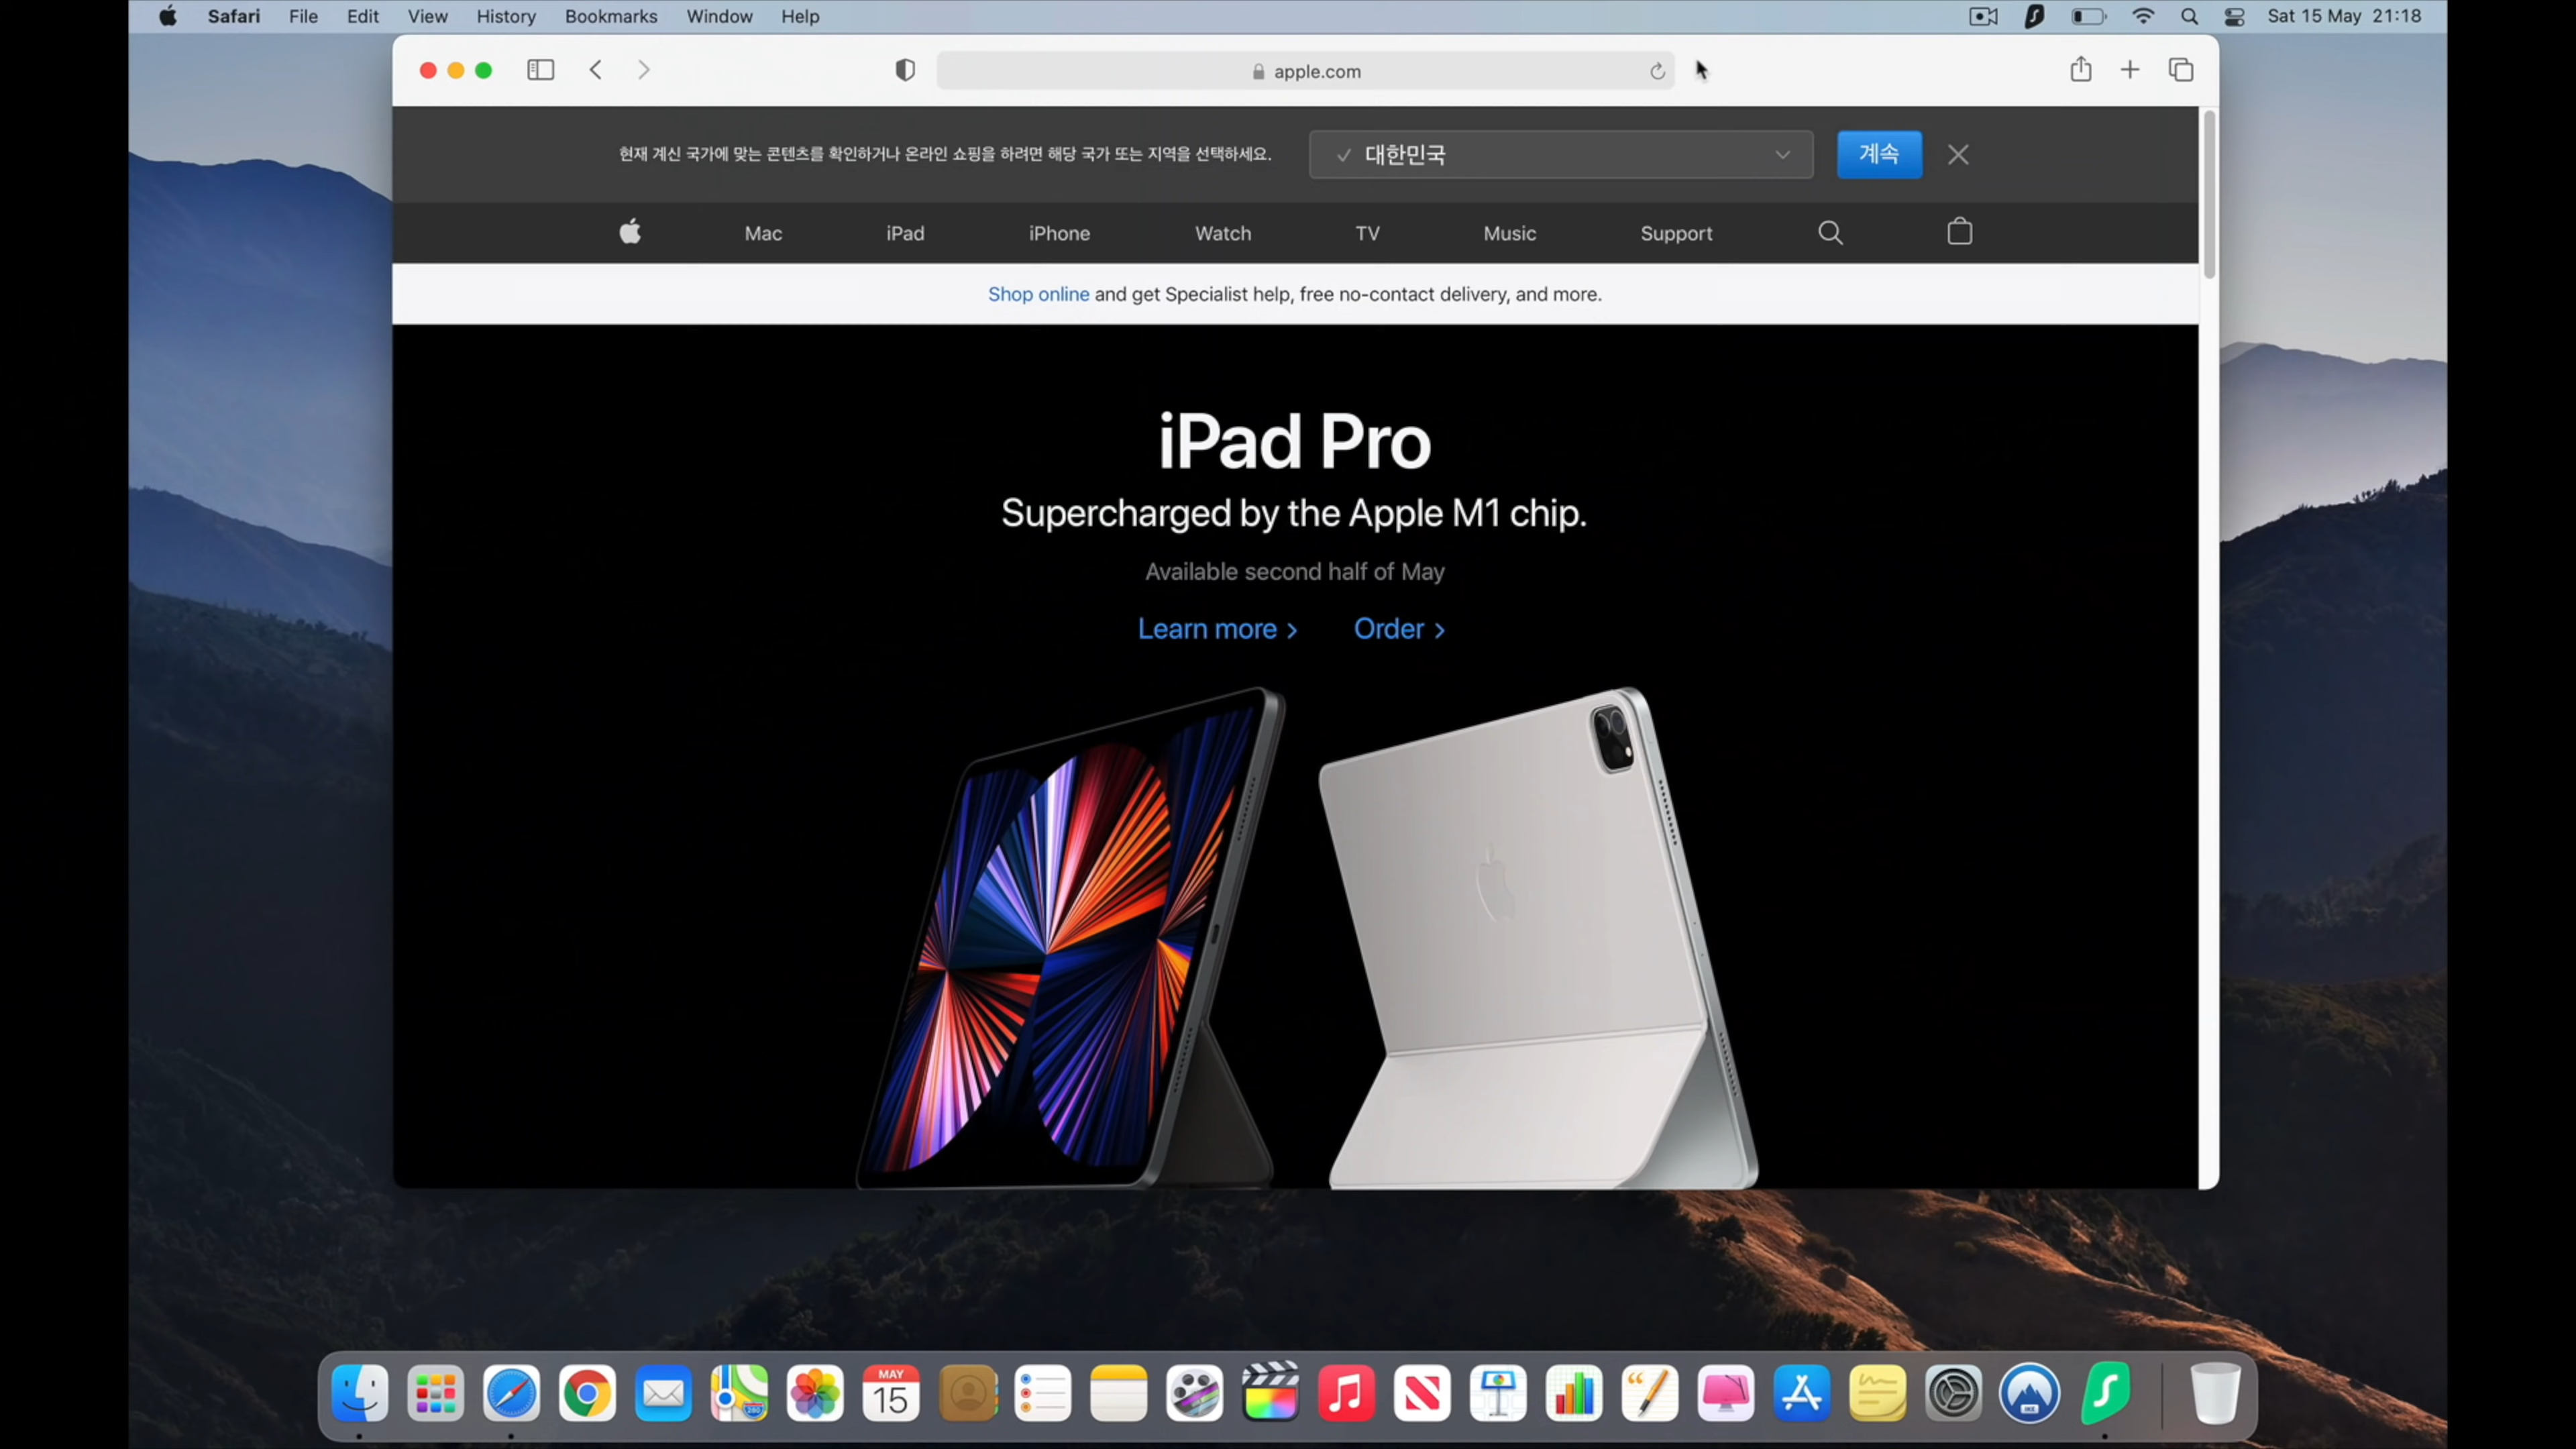 Safari File Edit View History Bookmarks Window Help Sat 15 May 21:18
apple.com
현재 계신 국가에 맞는 콘텐츠를 확인하거나 온라인 쇼핑을 하려면 해당 국가 또는 지역을 선택하세요. 대한민국 계속
Mac iPad iPhone Watch TV Music Support
Shop online and get Specialist help, free no-contact delivery, and more.
iPad Pro
Supercharged by the Apple M1 chip.
Available second half of May
Learn more > Order >
MAY
15